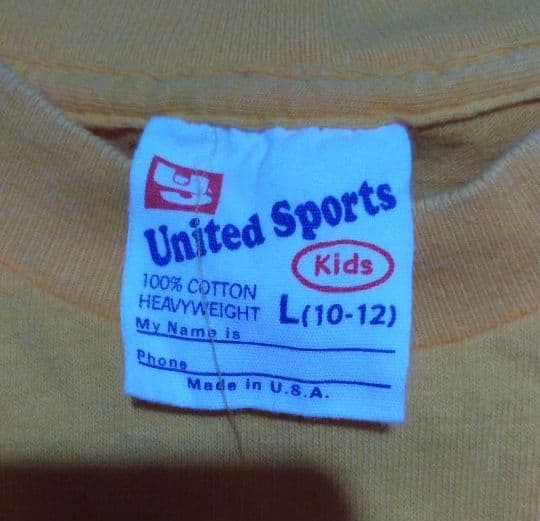 United Sports
Kids
100% COTTON
HEAVYWEIGHT L(10-12)
My Name is
Phone
Made in U.S.A.